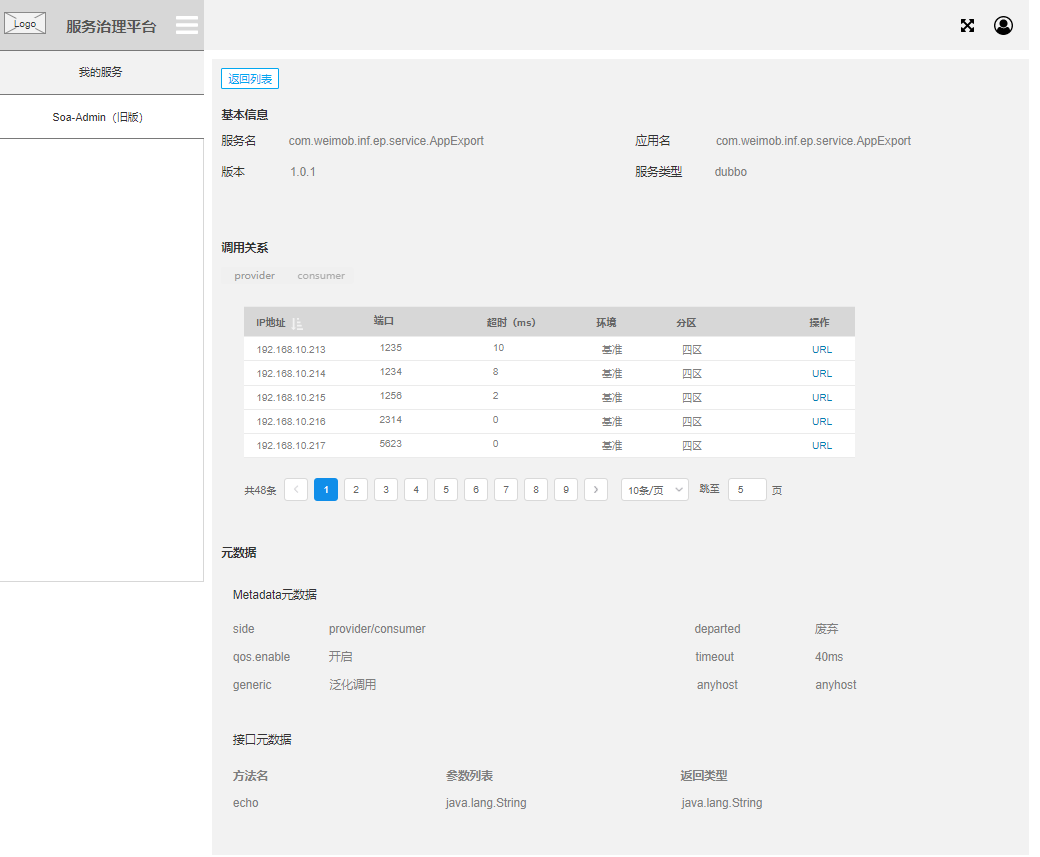 Logo 服务治理平台
我的服务
Soa-Admin（旧版）
返回列表
基本信息
服务名 com.weimob.inf.ep.service.AppExport 应用名 com.weimob.inf.ep.service.AppExport
版本 1.0.1 服务类型 dubbo
调用关系
provider consumer
IP地址 端口 超时（ms） 环境 分区 操作
192.168.10.213 1235 10 基准 四区 URL
192.168.10.214 1234 8 基准 四区 URL
192.168.10.215 1256 2 基准 四区 URL
192.168.10.216 2314 0 基准 四区 URL
192.168.10.217 5623 0 基准 四区 URL
共48条 1 2 3 4 5 6 7 8 9 10条/页 跳至 5 页
元数据
Metadata元数据
side provider/consumer departed 废弃
qos.enable 开启 timeout 40ms
generic 泛化调用 anyhost anyhost
接口元数据
方法名 参数列表 返回类型
echo java.lang.String java.lang.String